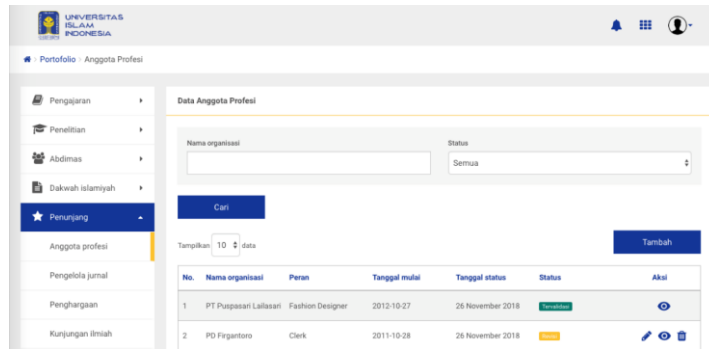 UNIVERSITAS
ISLAM
INDONESIA
Portofolio › Anggota Profesi
Pengajaran
Penelitian
Abdimas
Dakwah islamiyah
Penunjang
Anggota profesi
Pengelola jurnal
Penghargaan
Kunjungan ilmiah
Data Anggota Profesi
Nama organisasi Status
Semua
Cari
Tampilkan 10 data
Tambah
No. Nama organisasi Peran Tanggal mulai Tanggal status Status Aksi
1 PT Puspasari Lailasari Fashion Designer 2012-10-27 26 November 2018 Tervalidasi
2 PD Firgantoro Clerk 2011-10-28 26 November 2018